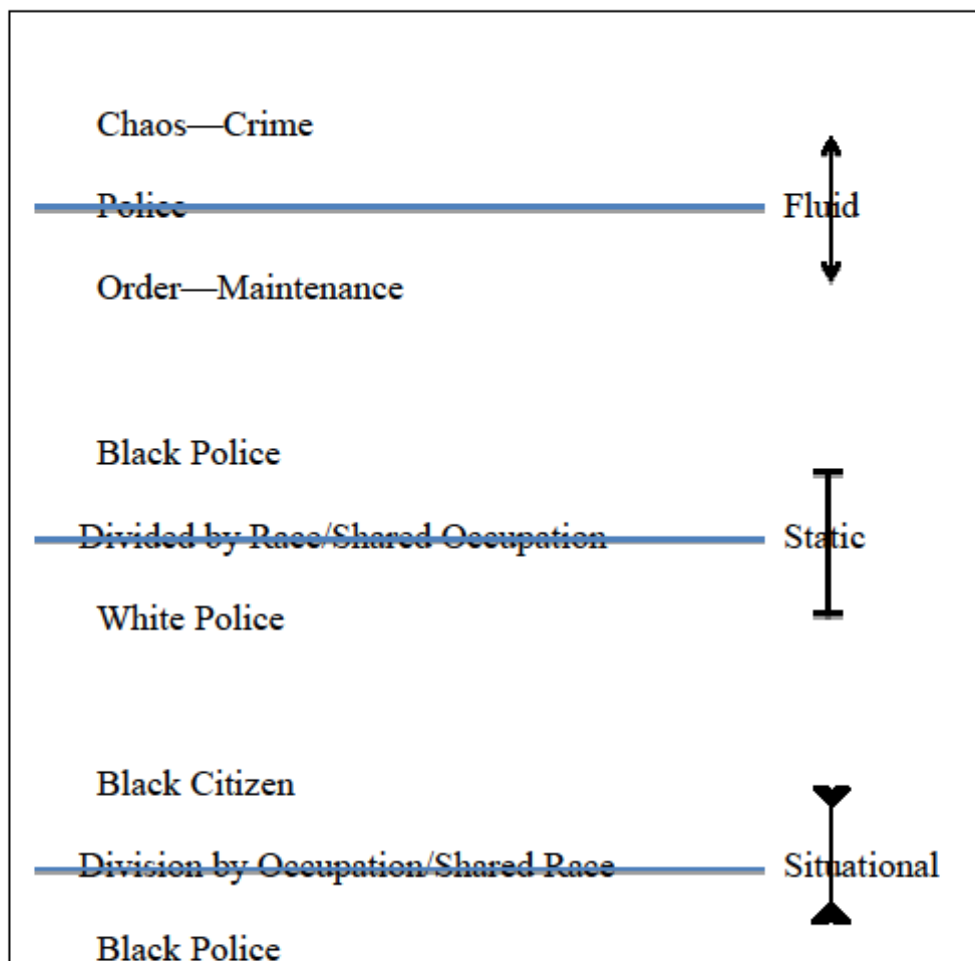 Chaos—Crime
Police Fluid
Order—Maintenance
Black Police
Divided by Race/Shared Occupation Static
White Police
Black Citizen
Division by Occupation/Shared Race Situational
Black Police